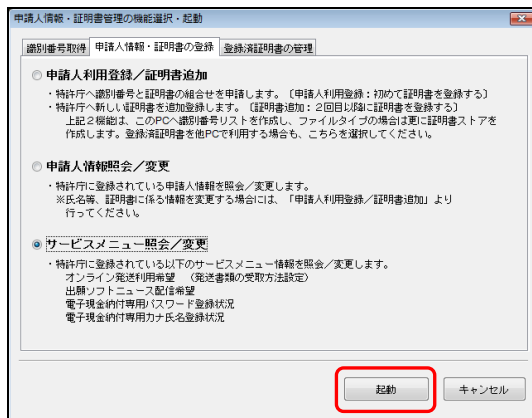 申請人情報・証明書管理の機能選択・起動
識別番号取得 申請人情報・証明書の登録 登録済証明書の管理
申請人利用登録／証明書追加
・特許庁へ識別番号と証明書の組合せを申請します。〔申請人利用登録：初めて証明書を登録する〕
・特許庁へ新しい証明書を追加登録します。〔証明書追加：２回目以降に証明書を登録する〕
上記２機能は、このPCへ識別番号リストを作成し、ファイルタイプの場合は更に証明書ストアを
作成します。登録済証明書を他PCで利用する場合も、こちらを選択してください。
申請人情報照会／変更
・特許庁に登録されている申請人情報を照会／変更します。
※氏名等、証明書に係る情報を変更する場合には、「申請人利用登録／証明書追加」より
行ってください。
サービスメニュー照会／変更
・特許庁に登録されている以下のサービスメニュー情報を照会／変更します。
オンライン発送利用希望 （発送書類の受取方法設定）
出願ソフトニュース配信希望
電子現金納付専用パスワード登録状況
電子現金納付専用カナ氏名登録状況
起動 キャンセル